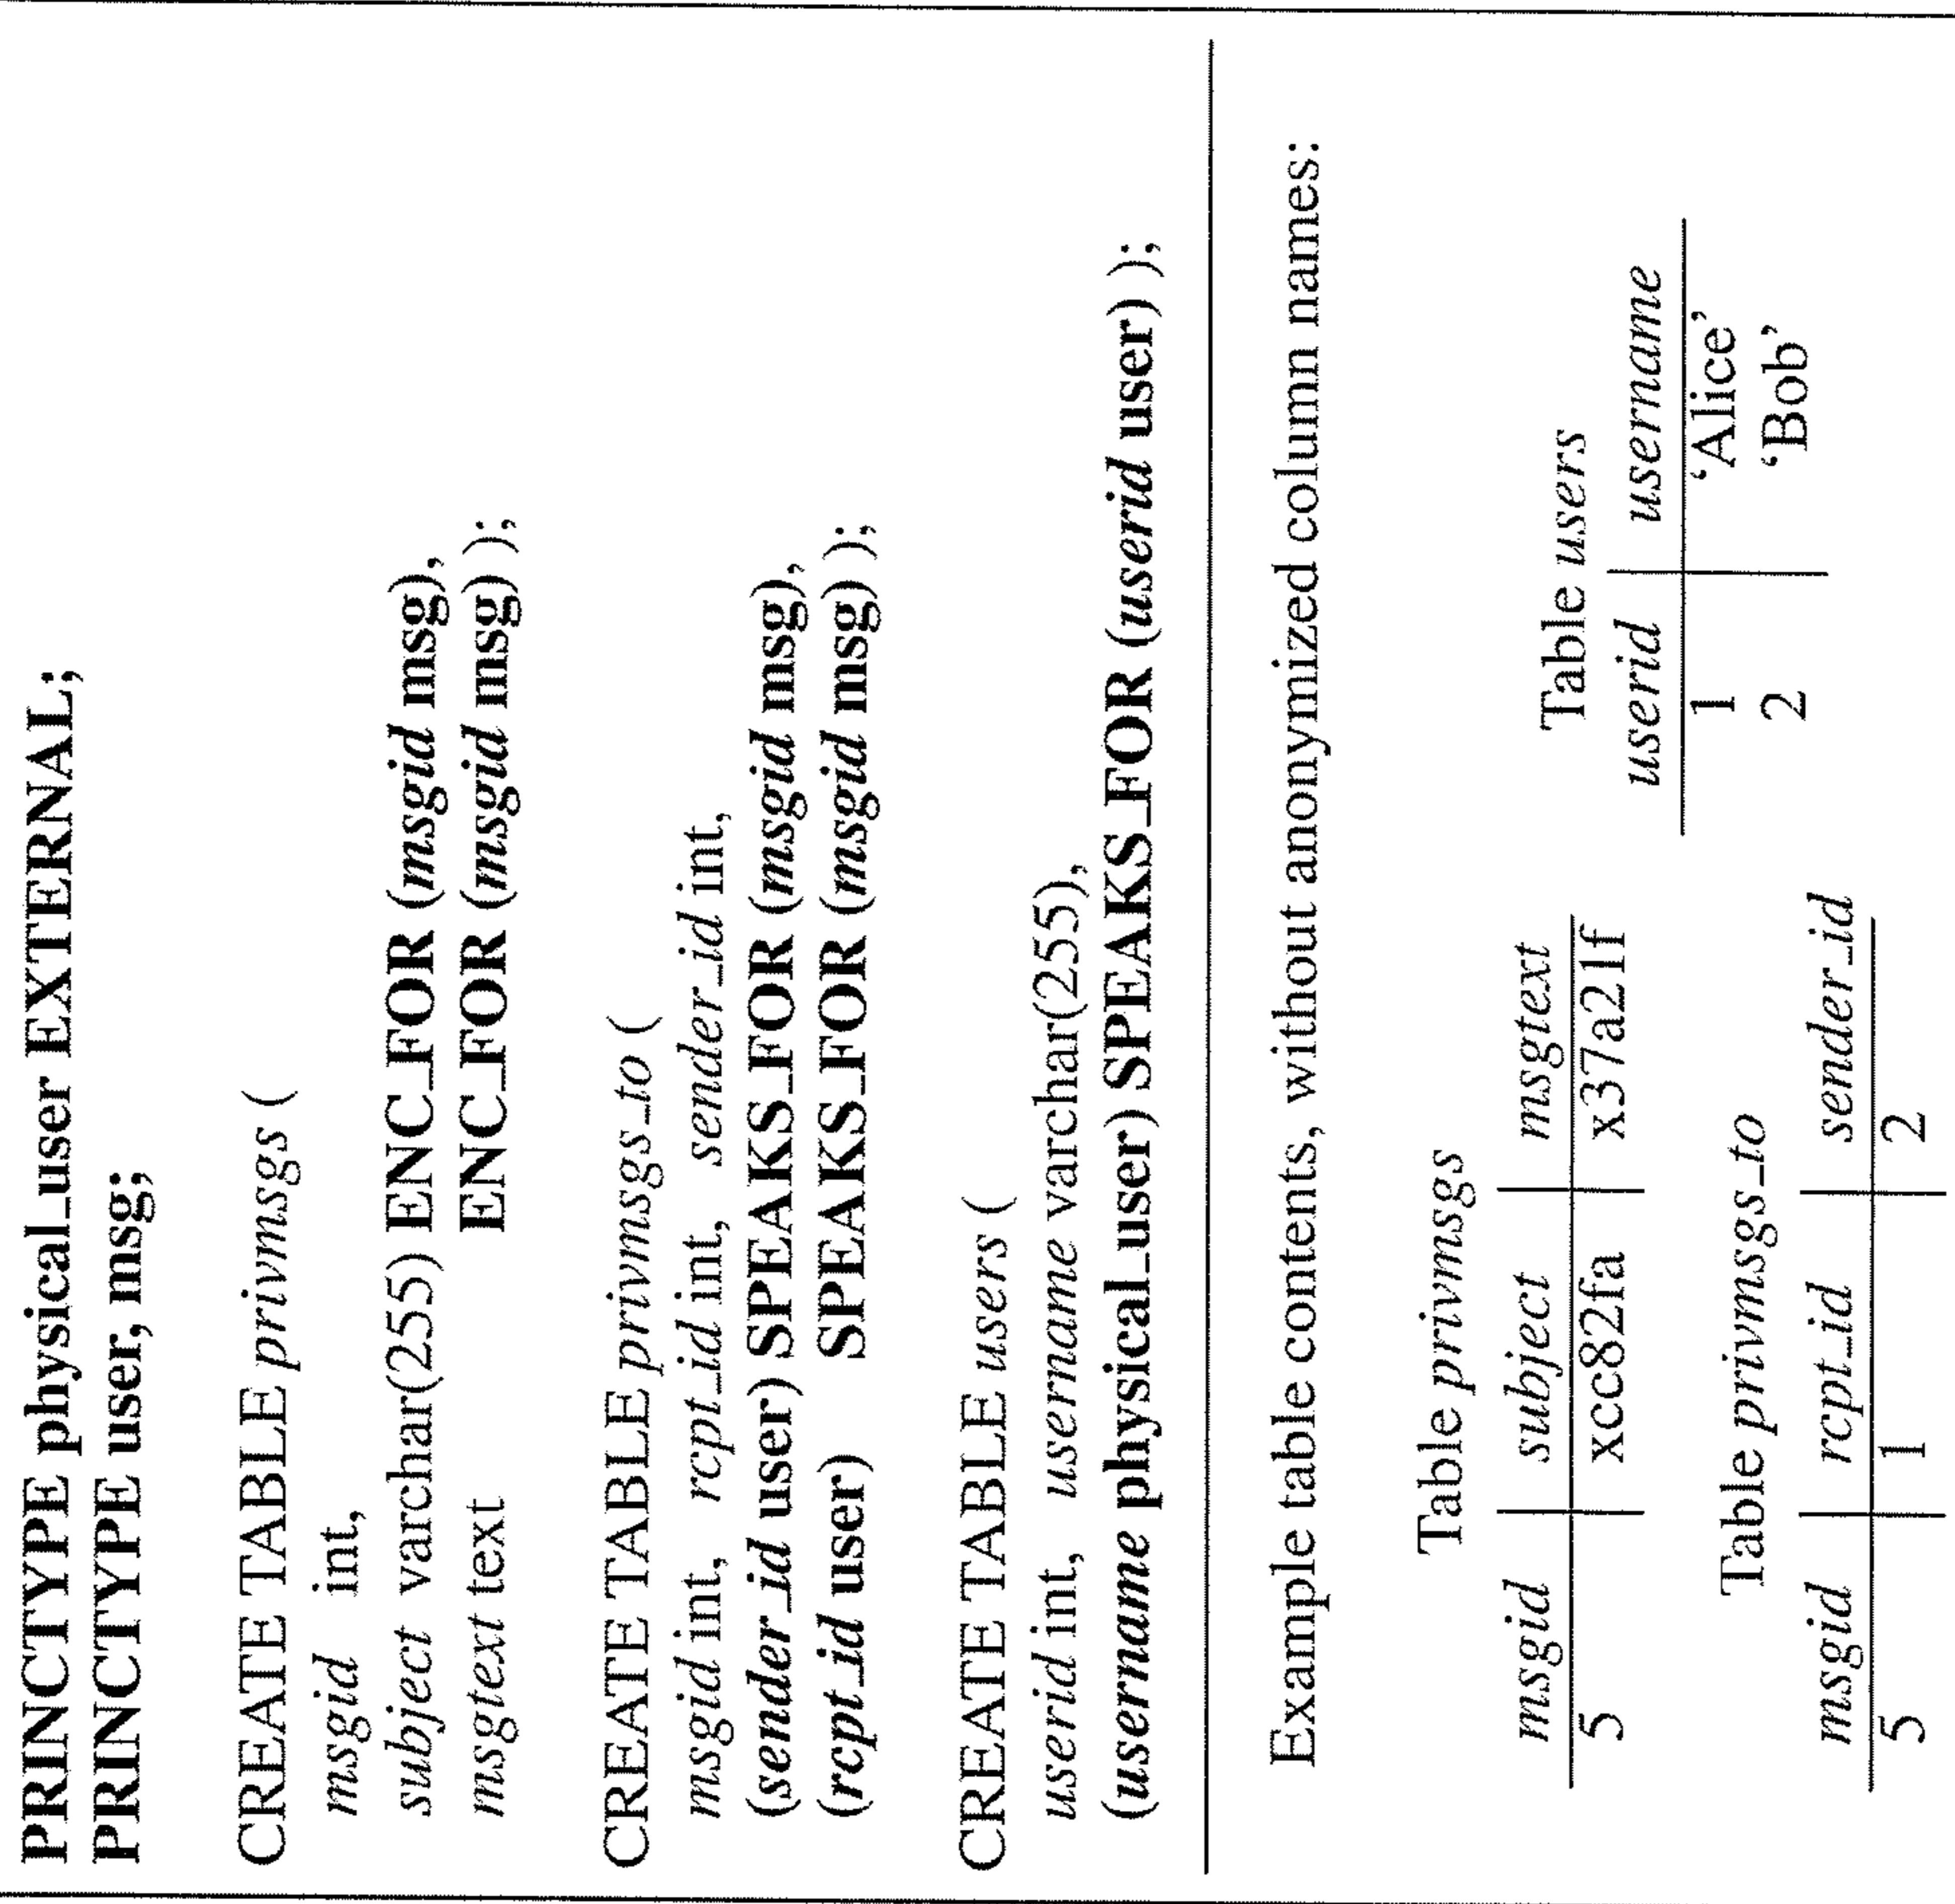 PRINCTYPE physical_user EXTERNAL;
PRINCTYPE user, msg;
CREATE TABLE privmsgs (
msgid int,
subject varchar(255) ENC_FOR (msgid msg),
msgtext text ENC_FOR (msgid msg) );
CREATE TABLE privmsgs_to (
msgid int, rcpt_id int, sender_id int,
(sender_id user) SPEAKS_FOR (msgid msg),
(rcpt_id user) SPEAKS_FOR (msgid msg) );
CREATE TABLE users (
userid int, username varchar(255),
(username physical_user) SPEAKS_FOR (userid user) );
Example table contents, without anonymized column names:
Table privmsgs
msgid subject msgtext
5 xcc82fa x37a21ff
Table privmsgs_to
msgid rcpt_id sender_id
5 1 2
Table users
userid username
1 ‘Alice’
2 ‘Bob’